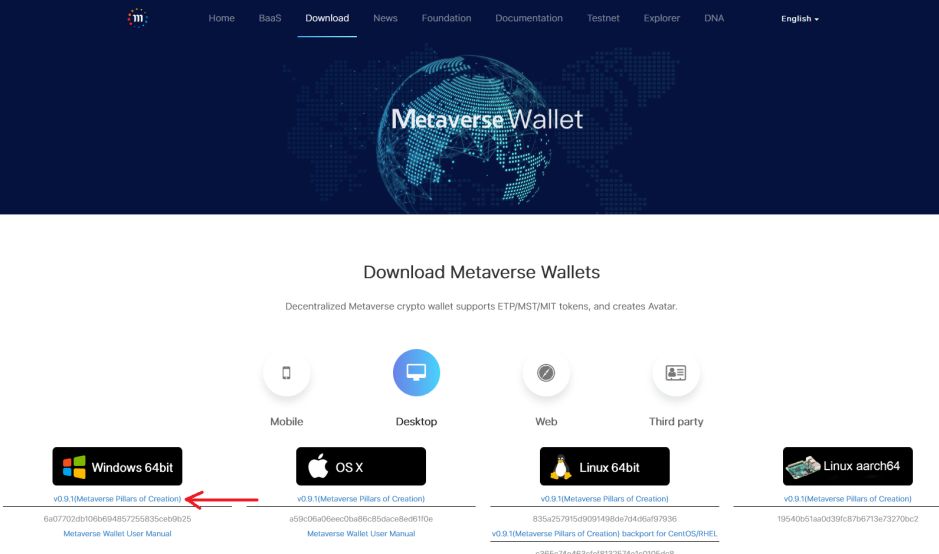 m
Home BaaS Download News Foundation Documentation Testnet Explorer DNA English
Metaverse Wallet
Download Metaverse Wallets
Decentralized Metaverse crypto wallet supports ETP/MST/MIT tokens, and creates Avatar.
Mobile Desktop Web Third party
Windows 64bit OS X Linux 64bit Linux aarch64
v0.9.1(Metaverse Pillars of Creation) v0.9.1(Metaverse Pillars of Creation) v0.9.1(Metaverse Pillars of Creation) v0.9.1(Metaverse Pillars of Creation)
6a07702db106b694857255835ceb9b25 a59c06a06eec0ba86c85dace8ed61f0e 835a257915d9091498de7d4d6af97936 19540b51aa0d39fc87b6713e73270bc2
Metaverse Wallet User Manual Metaverse Wallet User Manual v0.9.1(Metaverse Pillars of Creation) backport for CentOS/RHEL